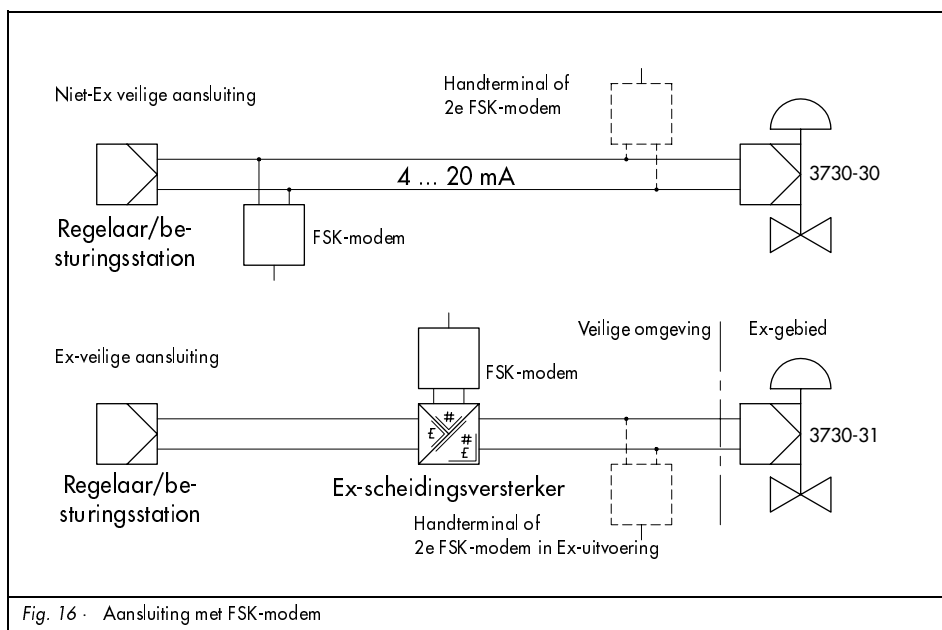 Niet-Ex veilige aansluiting
Handterminal of
2e FSK-modem
4 ... 20 mA
3730-30
Regelaar/be-
sturingsstation
FSK-modem
Ex-veilige aansluiting
Veilige omgeving
Ex-gebied
FSK-modem
#
£
#
£
3730-31
Regelaar/be-
sturingsstation
Ex-scheidingsversterker
Handterminal of
2e FSK-modem in Ex-uitvoering
Fig. 16 · Aansluiting met FSK-modem